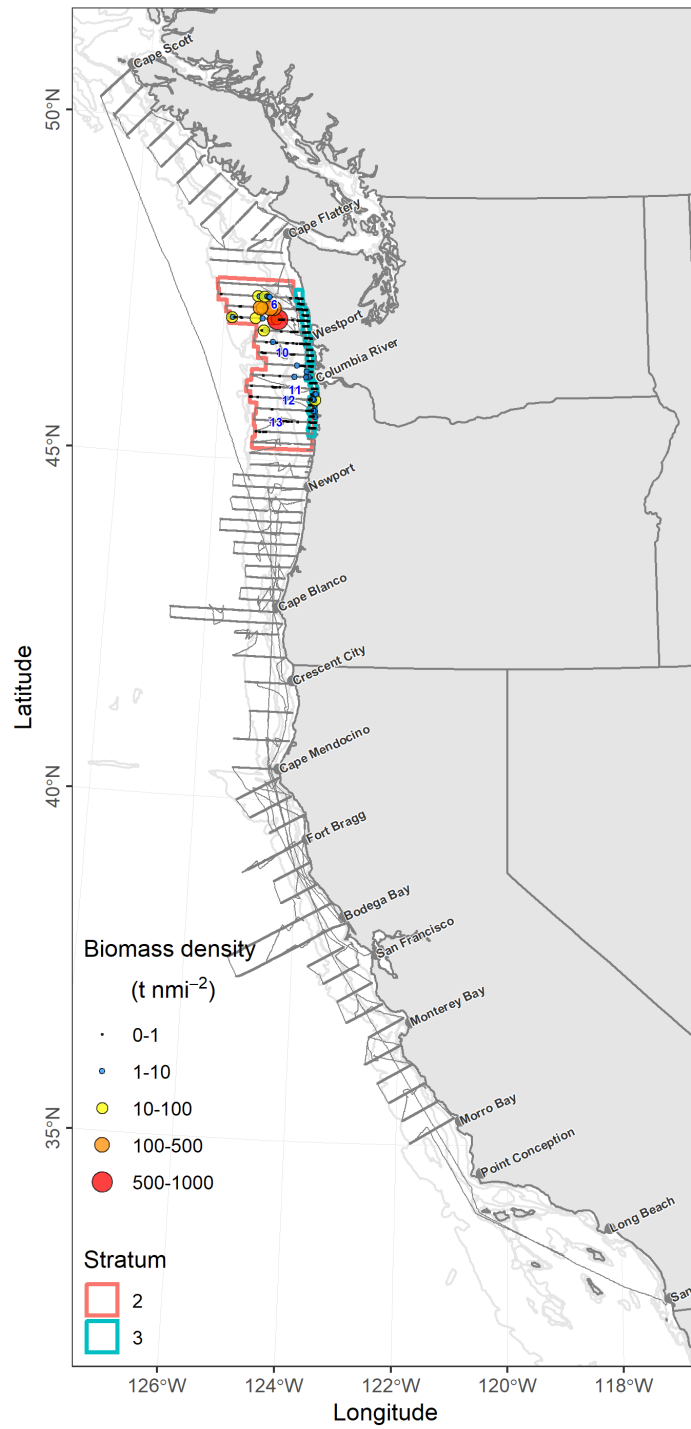 Cape Scott
50°N
Cape Flattery
6
Westport
10
Columbia River
11
12
13
45°N
Newport
Cape Blanco
Latitude
Crescent City
Cape Mendocino
40°N
Fort Bragg
Bodega Bay
San Francisco
Biomass density
(t nmi−2)
Monterey Bay
0-1
1-10
10-100
Morro Bay
35°N
100-500
Point Conception
500-1000
Long Beach
Stratum
San
2
3
126°W 124°W 122°W 120°W 118°W
Longitude